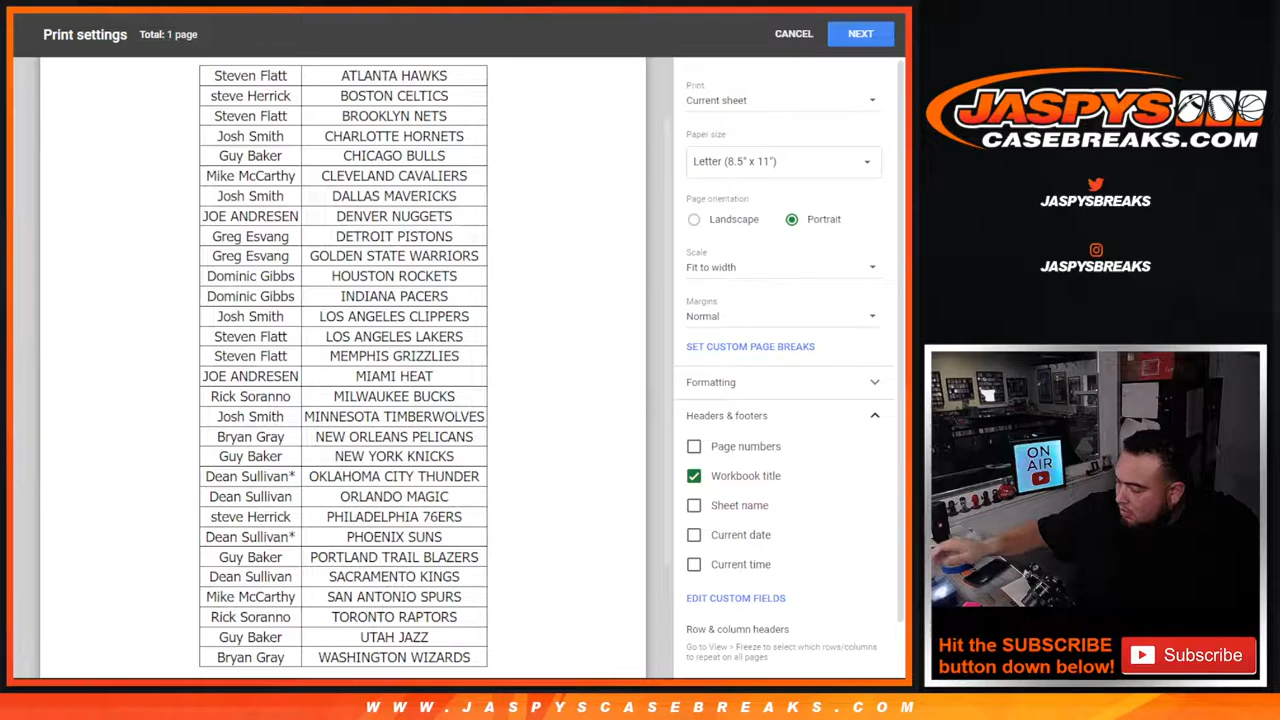 Print settings Total: 1 page CANCEL NEXT
Steven Flatt ATLANTA HAWKS
steve Herrick BOSTON CELTICS
Steven Flatt BROOKLYN NETS
Josh Smith CHARLOTTE HORNETS
Guy Baker CHICAGO BULLS
Mike McCarthy CLEVELAND CAVALIERS
Josh Smith DALLAS MAVERICKS
JOE ANDRESEN DENVER NUGGETS
Greg Esvang DETROIT PISTONS
Greg Esvang GOLDEN STATE WARRIORS
Dominic Gibbs HOUSTON ROCKETS
Dominic Gibbs INDIANA PACERS
Josh Smith LOS ANGELES CLIPPERS
Steven Flatt LOS ANGELES LAKERS
Steven Flatt MEMPHIS GRIZZLIES
JOE ANDRESEN MIAMI HEAT
Rick Soranno MILWAUKEE BUCKS
Josh Smith MINNESOTA TIMBERWOLVES
Bryan Gray NEW ORLEANS PELICANS
Guy Baker NEW YORK KNICKS
Dean Sullivan* OKLAHOMA CITY THUNDER
Dean Sullivan ORLANDO MAGIC
steve Herrick PHILADELPHIA 76ERS
Dean Sullivan* PHOENIX SUNS
Guy Baker PORTLAND TRAIL BLAZERS
Dean Sullivan SACRAMENTO KINGS
Mike McCarthy SAN ANTONIO SPURS
Rick Soranno TORONTO RAPTORS
Guy Baker UTAH JAZZ
Bryan Gray WASHINGTON WIZARDS
Print
Current sheet
Paper size
Letter (8.5" x 11")
Page orientation
Landscape Portrait
Scale
Fit to width
Margins
Normal
SET CUSTOM PAGE BREAKS
Formatting
Headers & footers
Page numbers
Workbook title
Sheet name
Current date
Current time
EDIT CUSTOM FIELDS
Row & column headers
Go to View > Freeze to select which rows/columns
to repeat on all pages
JASPYS
CASEBREAKS.COM
JASPYSBREAKS
JASPYSBREAKS
ON
AIR
Hit the SUBSCRIBE
button down below!
Subscribe
WWW.JASPYSCASEBREAKS.COM